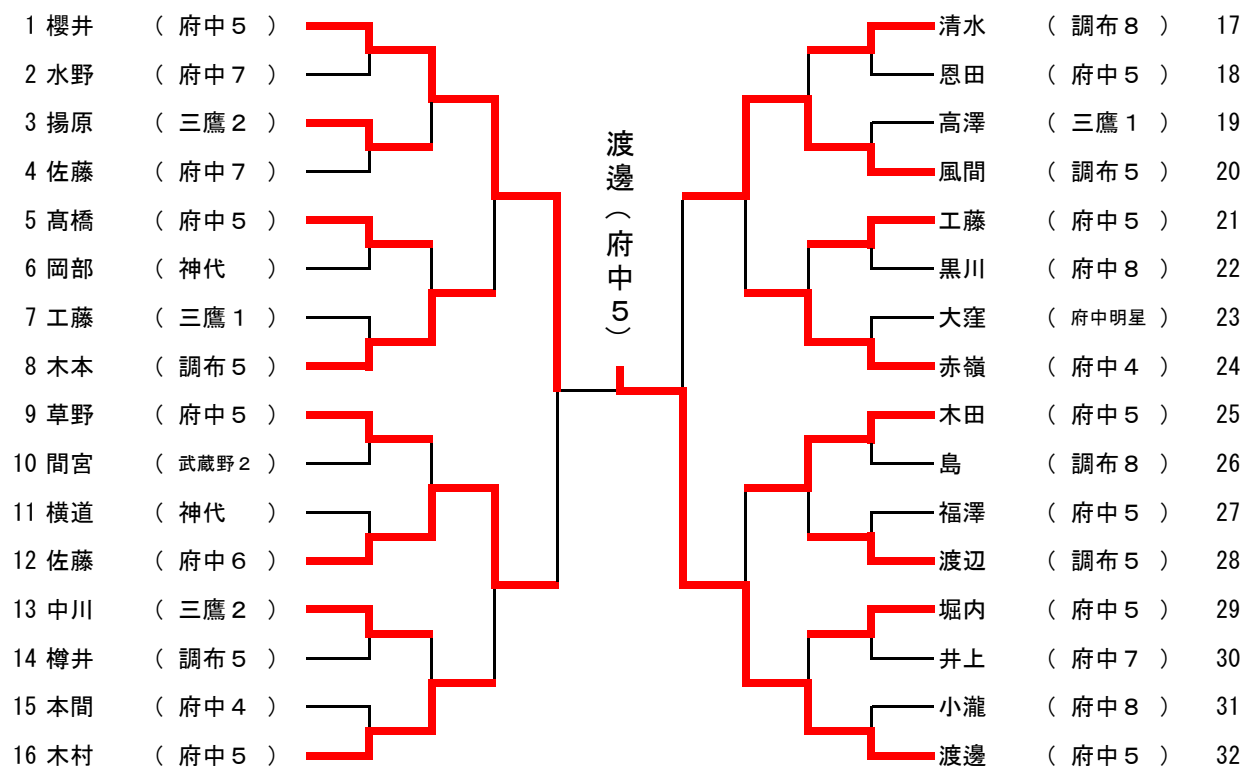 1 櫻井 （ 府中５ ）
2 水野 （ 府中７ ）
3 揚原 （ 三鷹２ ）
4 佐藤 （ 府中７ ）
5 髙橋 （ 府中５ ）
6 岡部 （ 神代 ）
7 工藤 （ 三鷹１ ）
8 木本 （ 調布５ ）
9 草野 （ 府中５ ）
10 間宮 （ 武蔵野２ ）
11 横道 （ 神代 ）
12 佐藤 （ 府中６ ）
13 中川 （ 三鷹２ ）
14 樽井 （ 調布５ ）
15 本間 （ 府中４ ）
16 木村 （ 府中５ ）
渡邊（府中５）
清水 （ 調布８ ） 17
恩田 （ 府中５ ） 18
高澤 （ 三鷹１ ） 19
風間 （ 調布５ ） 20
工藤 （ 府中５ ） 21
黒川 （ 府中８ ） 22
大窪 （ 府中明星 ） 23
赤嶺 （ 府中４ ） 24
木田 （ 府中５ ） 25
島 （ 調布８ ） 26
福澤 （ 府中５ ） 27
渡辺 （ 調布５ ） 28
堀内 （ 府中５ ） 29
井上 （ 府中７ ） 30
小瀧 （ 府中８ ） 31
渡邊 （ 府中５ ） 32